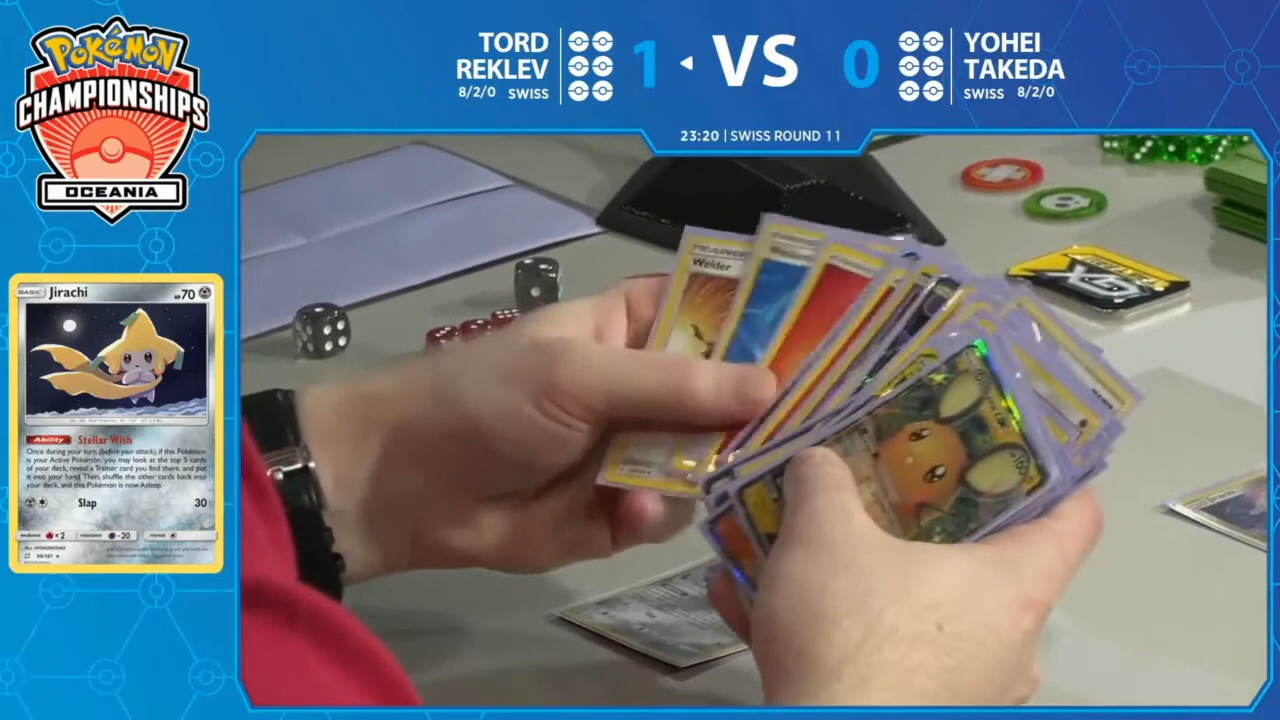 POKÉMON
CHAMPIONSHIPS
OCEANIA
TORD
REKLEV
8/2/0 SWISS
1
VS
0
YOHEI
TAKEDA
SWISS 8/2/0
23:20 | SWISS ROUND 11
BASIC Jirachi HP 70
Ability Stellar Wish
Once during your turn (before your attack), if this Pokémon
is your Active Pokémon, you may look at the top 5 cards
of your deck, reveal a Trainer card you find there, and put
it into your hand. Then, shuffle the other cards back into
your deck, and this Pokémon is now Asleep.
Slap 30
weakness ×2 resistance -20 retreat
TRAINER
Welder
GX
Jirachi